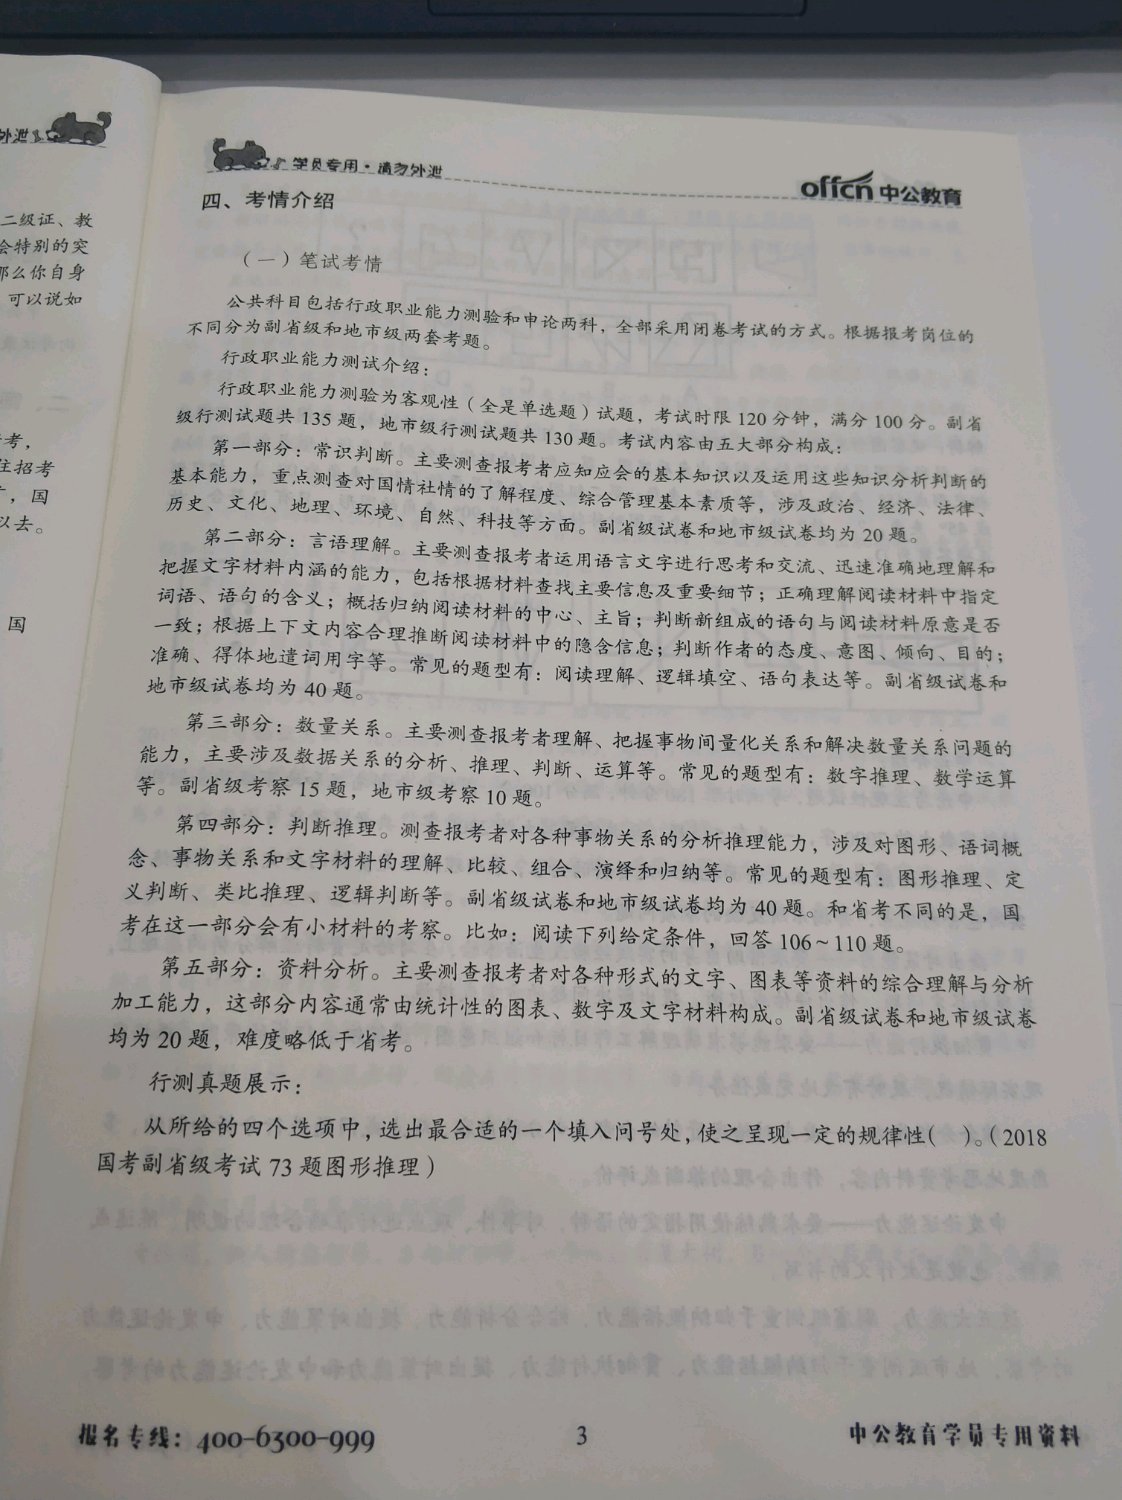 外泄
二级证、教
会特别的突
那么你自身
可以说如
考，
住招考
，国
以去。
国
学员专用·请勿外泄
offcn 中公教育
四、考情介绍
（一）笔试考情
公共科目包括行政职业能力测验和申论两科，全部采用闭卷考试的方式。根据报考岗位的
不同分为副省级和地市级两套考题。
行政职业能力测试介绍：
行政职业能力测验为客观性（全是单选题）试题，考试时限 120 分钟，满分 100 分。副省
级行测试题共 135 题，地市级行测试题共 130 题。考试内容由五大部分构成：
第一部分：常识判断。主要测查报考者应知应会的基本知识以及运用这些知识分析判断的
基本能力，重点测查对国情社情的了解程度、综合管理基本素质等，涉及政治、经济、法律、
历史、文化、地理、环境、自然、科技等方面。副省级试卷和地市级试卷均为 20 题。
第二部分：言语理解。主要测查报考者运用语言文字进行思考和交流、迅速准确地理解和
把握文字材料内涵的能力，包括根据材料查找主要信息及重要细节；正确理解阅读材料中指定
词语、语句的含义；概括归纳阅读材料的中心、主旨；判断新组成的语句与阅读材料原意是否
一致；根据上下文内容合理推断阅读材料中的隐含信息；判断作者的态度、意图、倾向、目的；
准确、得体地遣词用字等。常见的题型有：阅读理解、逻辑填空、语句表达等。副省级试卷和
地市级试卷均为 40 题。
第三部分：数量关系。主要测查报考者理解、把握事物间量化关系和解决数量关系问题的
能力，主要涉及数据关系的分析、推理、判断、运算等。常见的题型有：数字推理、数学运算
等。副省级考察 15 题，地市级考察 10 题。
第四部分：判断推理。测查报考者对各种事物关系的分析推理能力，涉及对图形、语词概
念、事物关系和文字材料的理解、比较、组合、演绎和归纳等。常见的题型有：图形推理、定
义判断、类比推理、逻辑判断等。副省级试卷和地市级试卷均为 40 题。和省考不同的是，国
考在这一部分会有小材料的考察。比如：阅读下列给定条件，回答 106～110 题。
第五部分：资料分析。主要测查报考者对各种形式的文字、图表等资料的综合理解与分析
加工能力，这部分内容通常由统计性的图表、数字及文字材料构成。副省级试卷和地市级试卷
均为 20 题，难度略低于省考。
行测真题展示：
从所给的四个选项中，选出最合适的一个填入问号处，使之呈现一定的规律性（ ）。（2018
国考副省级考试 73 题图形推理）
报名专线：400-6300-999
3
中公教育学员专用资料